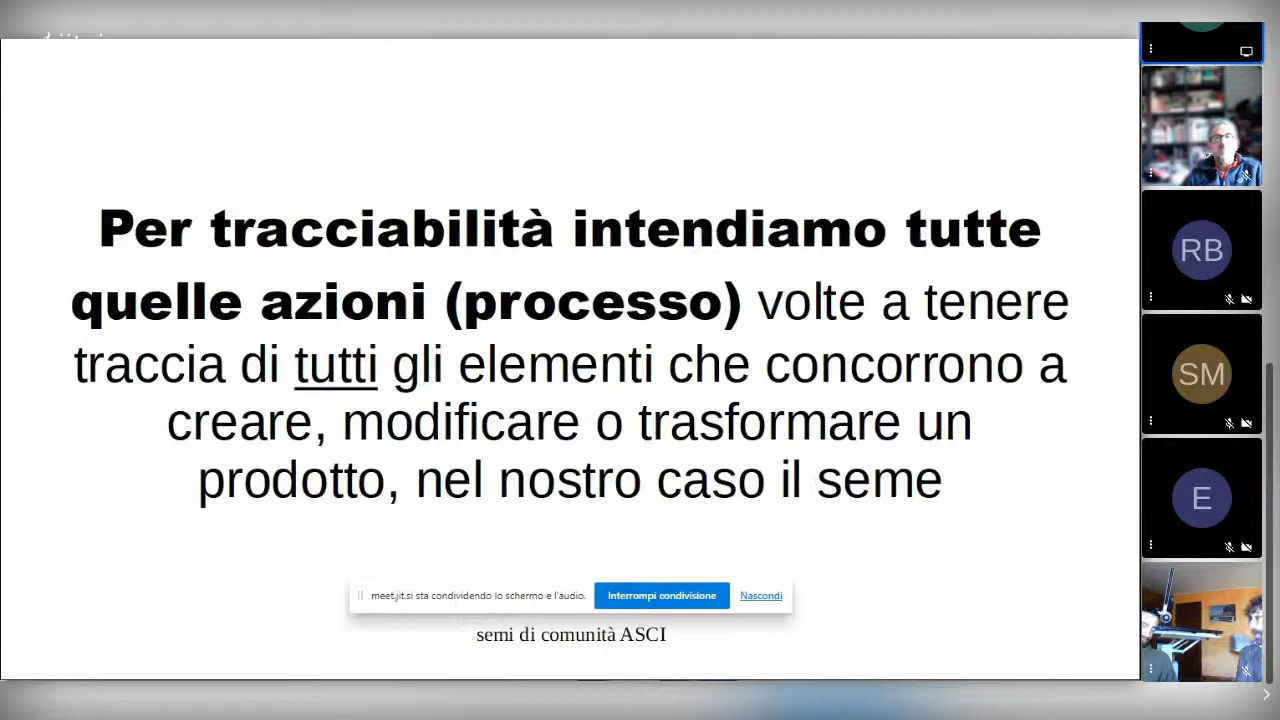 Per tracciabilità intendiamo tutte
quelle azioni (processo) volte a tenere
traccia di tutti gli elementi che concorrono a
creare, modificare o trasformare un
prodotto, nel nostro caso il seme
meet.jit.si sta condividendo lo schermo e l'audio. Interrompi condivisione Nascondi
semi di comunità ASCI
RB
SM
E